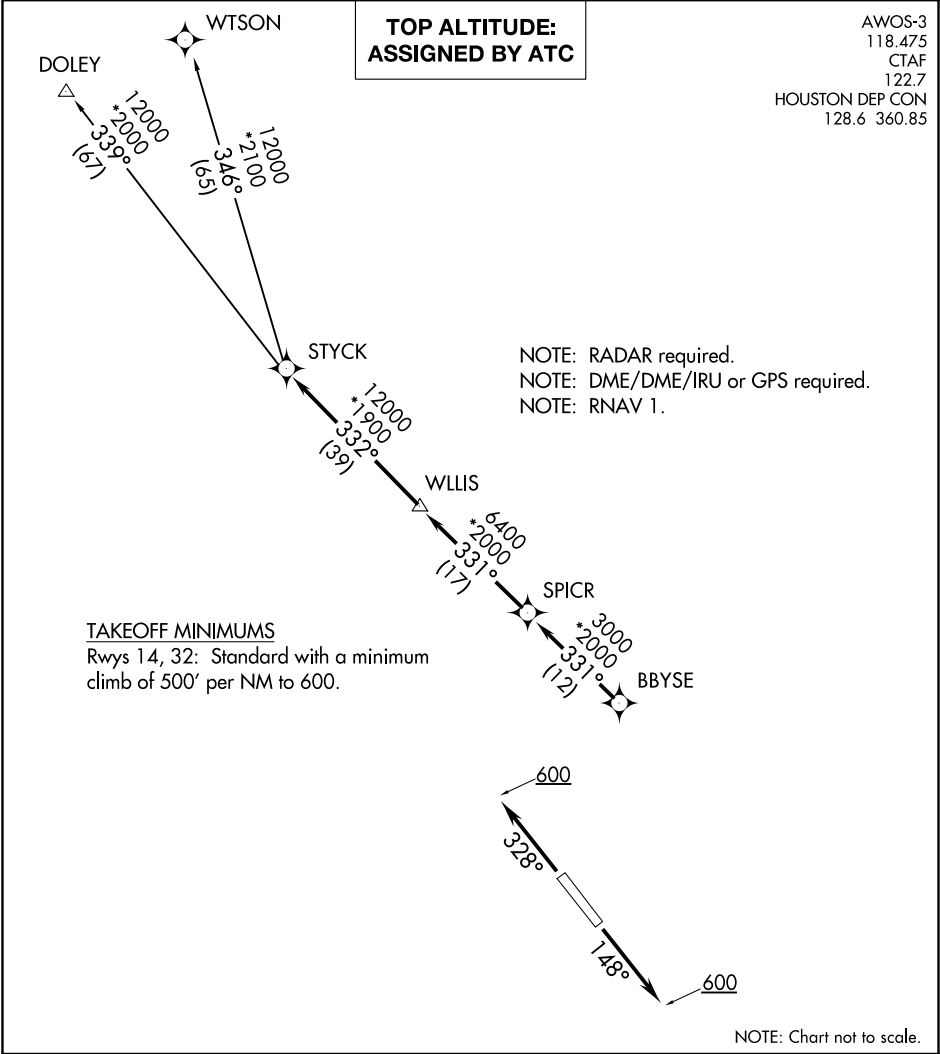 TOP ALTITUDE:
ASSIGNED BY ATC
AWOS-3
118.475
CTAF
122.7
HOUSTON DEP CON
128.6 360.85
WTSON
DOLEY
12000
*2000
339°
(67)
12000
*2100
346°
(65)
STYCK
NOTE: RADAR required.
NOTE: DME/DME/IRU or GPS required.
NOTE: RNAV 1.
12000
*1900
332°
(39)
WLLIS
6400
*2000
331°
(17)
SPICR
3000
*2000
331°
(12)
BBYSE
TAKEOFF MINIMUMS
Rwys 14, 32: Standard with a minimum
climb of 500' per NM to 600.
600
328°
148°
600
NOTE: Chart not to scale.